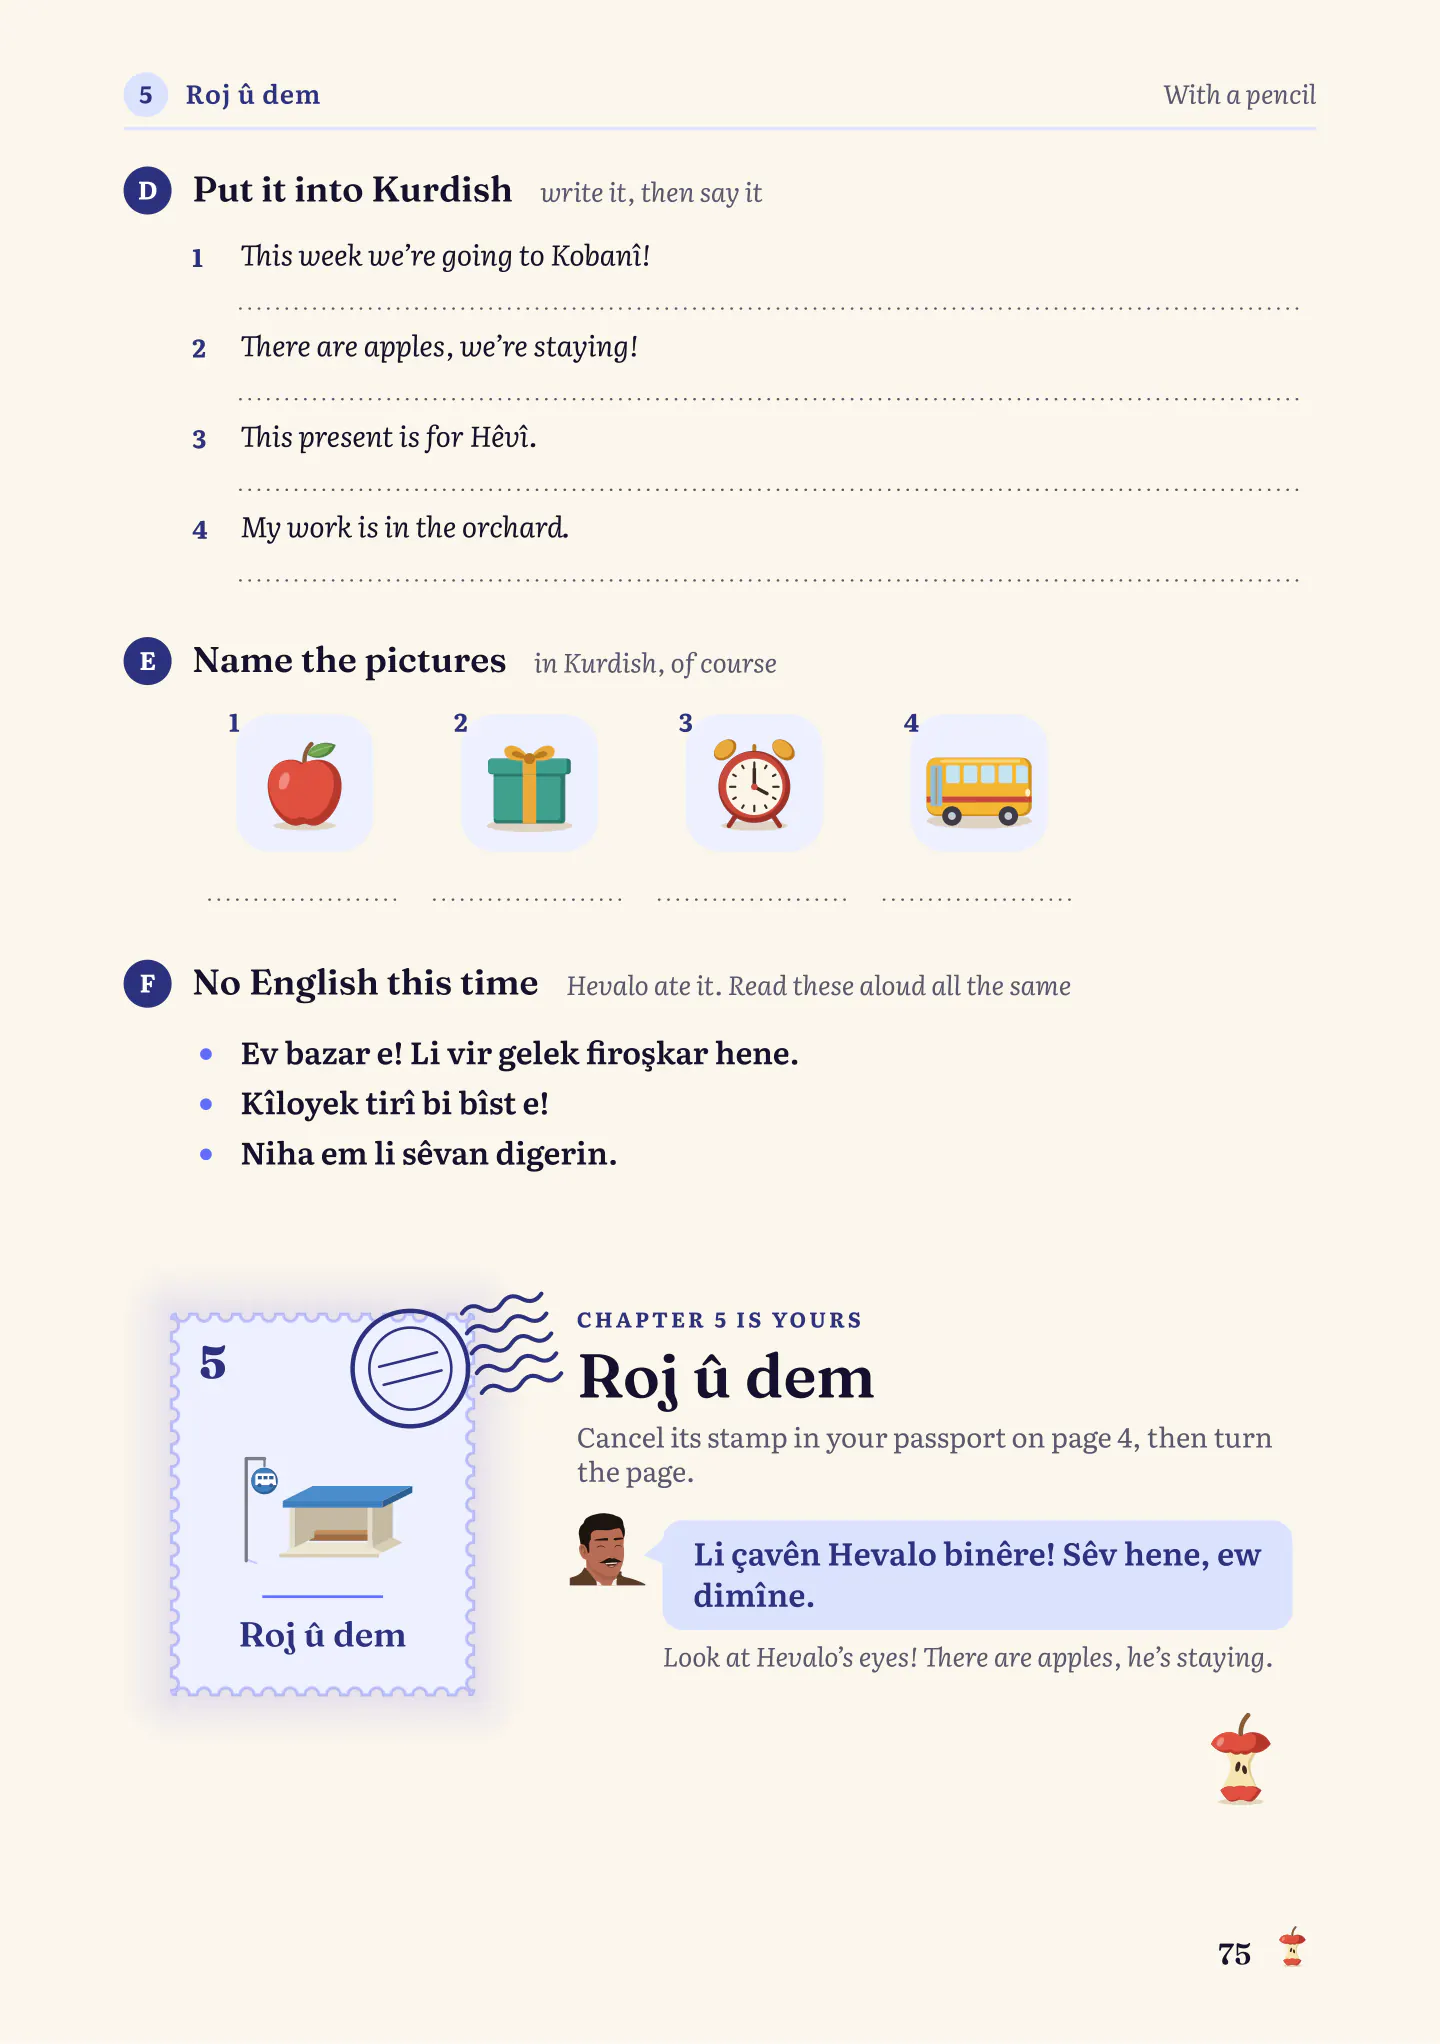 5 Roj û dem With a pencil
D Put it into Kurdish write it, then say it
1 This week we’re going to Kobanî!
2 There are apples, we’re staying!
3 This present is for Hêvî.
4 My work is in the orchard.
E Name the pictures in Kurdish, of course
1 2 3 4
F No English this time Hevalo ate it. Read these aloud all the same
• Ev bazar e! Li vir gelek firoşkar hene.
• Kîloyek tirî bi bîst e!
• Niha em li sêvan digerin.
5
Roj û dem
CHAPTER 5 IS YOURS
Roj û dem
Cancel its stamp in your passport on page 4, then turn
the page.
Li çavên Hevalo binêre! Sêv hene, ew
dimîne.
Look at Hevalo’s eyes! There are apples, he’s staying.
75